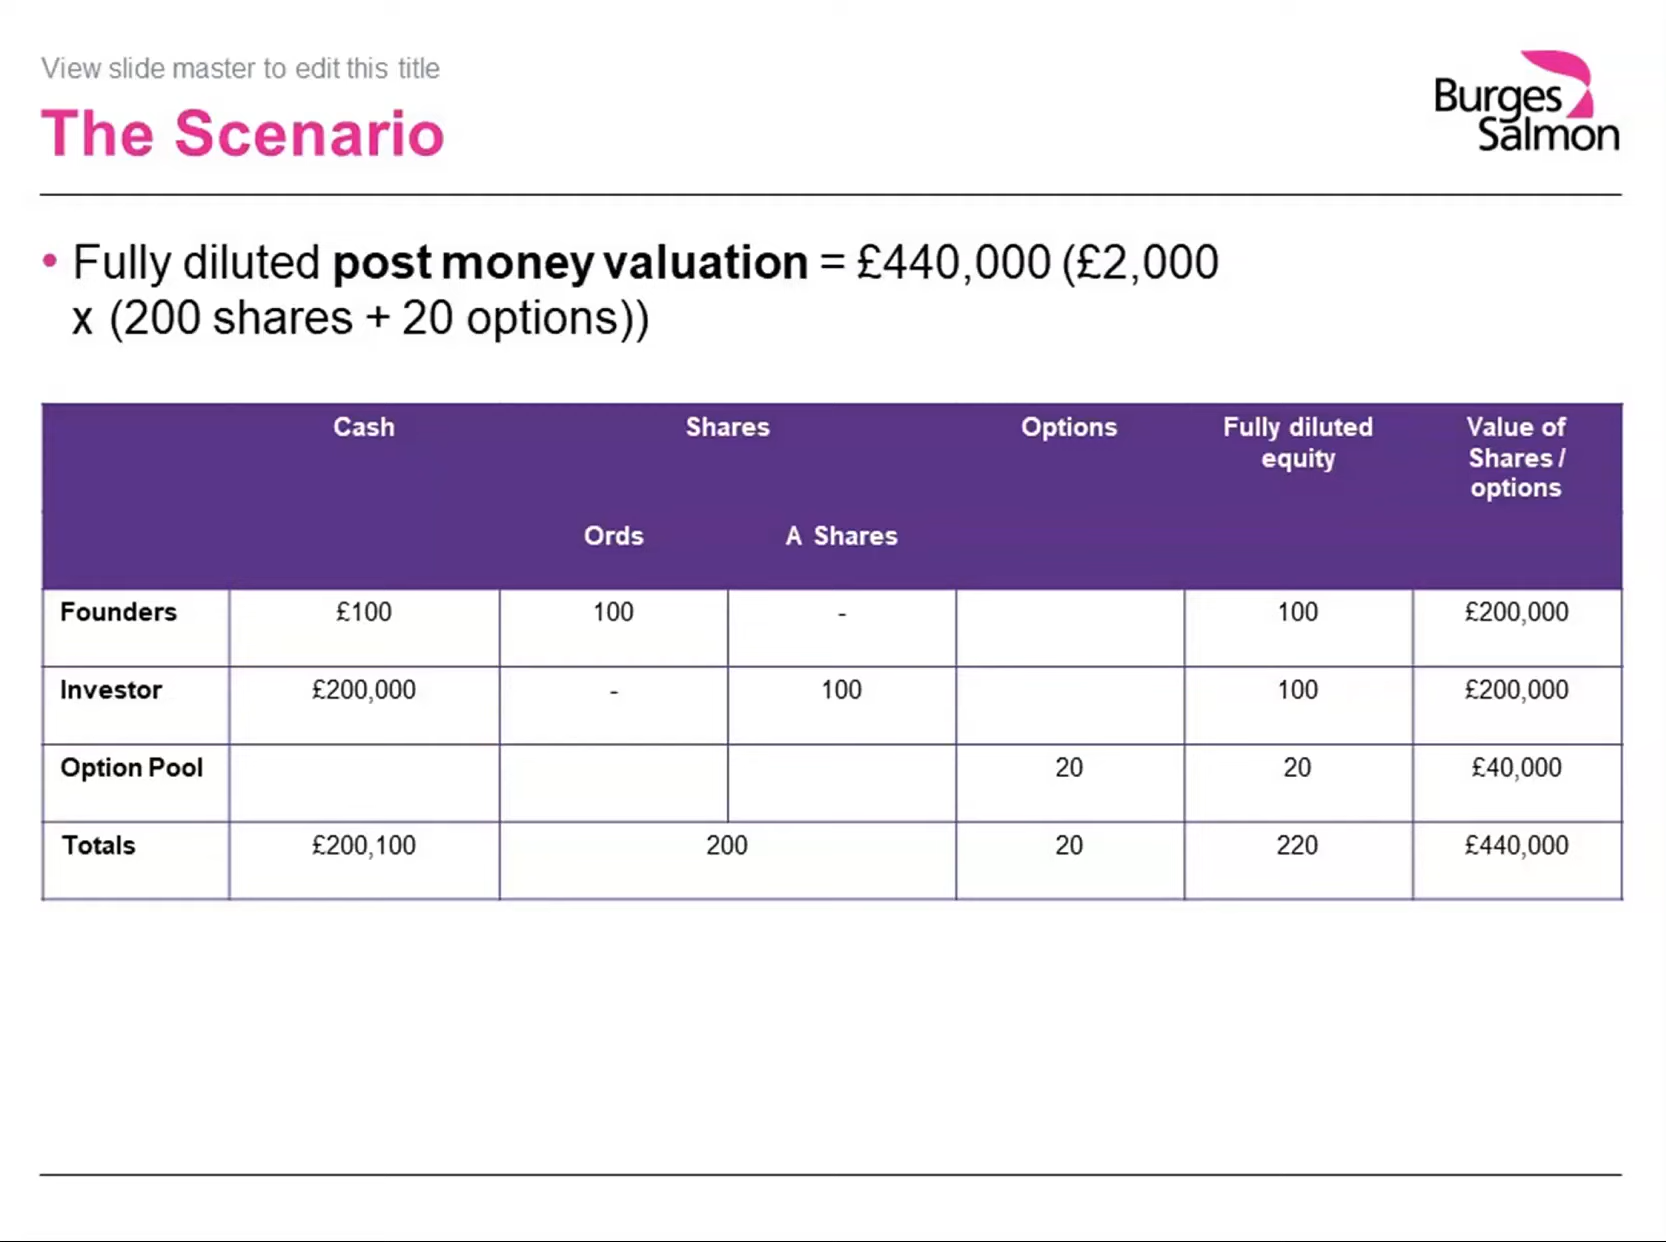 View slide master to edit this title
The Scenario
Burges
Salmon
• Fully diluted post money valuation = £440,000 (£2,000
x (200 shares + 20 options))
Cash Shares Options Fully diluted equity Value of Shares / options
Ords A Shares
Founders £100 100 - 100 £200,000
Investor £200,000 - 100 100 £200,000
Option Pool 20 20 £40,000
Totals £200,100 200 20 220 £440,000